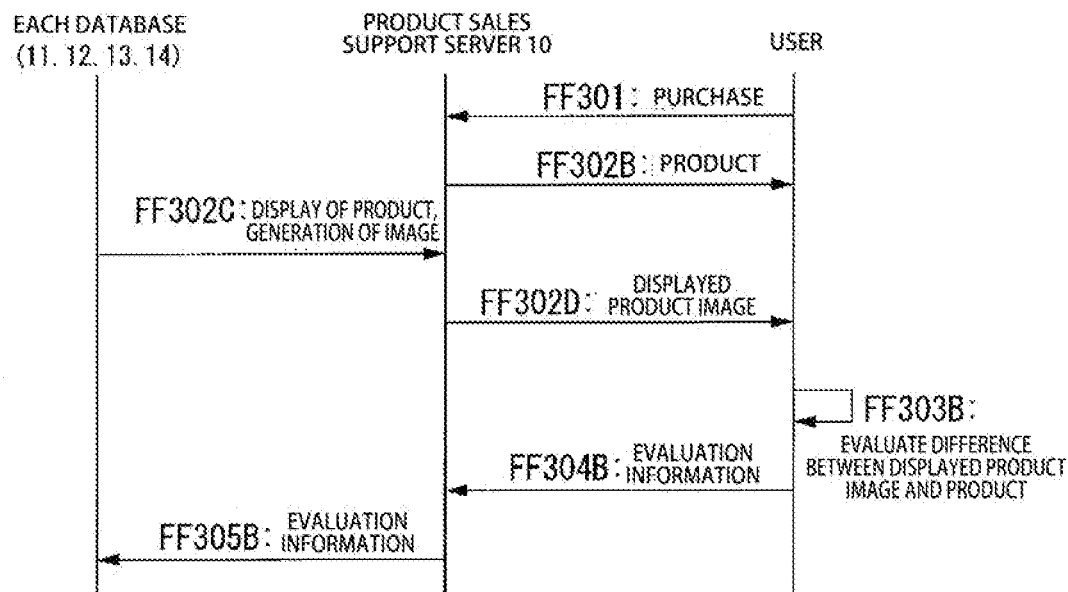 EACH DATABASE
(11. 12. 13. 14)
PRODUCT SALES
SUPPORT SERVER 10
USER
FF301: PURCHASE
FF302B: PRODUCT
FF302C: DISPLAY OF PRODUCT,
GENERATION OF IMAGE
FF302D: DISPLAYED
PRODUCT IMAGE
FF303B:
EVALUATE DIFFERENCE
BETWEEN DISPLAYED PRODUCT
IMAGE AND PRODUCT
FF304B: EVALUATION
INFORMATION
FF305B: EVALUATION
INFORMATION